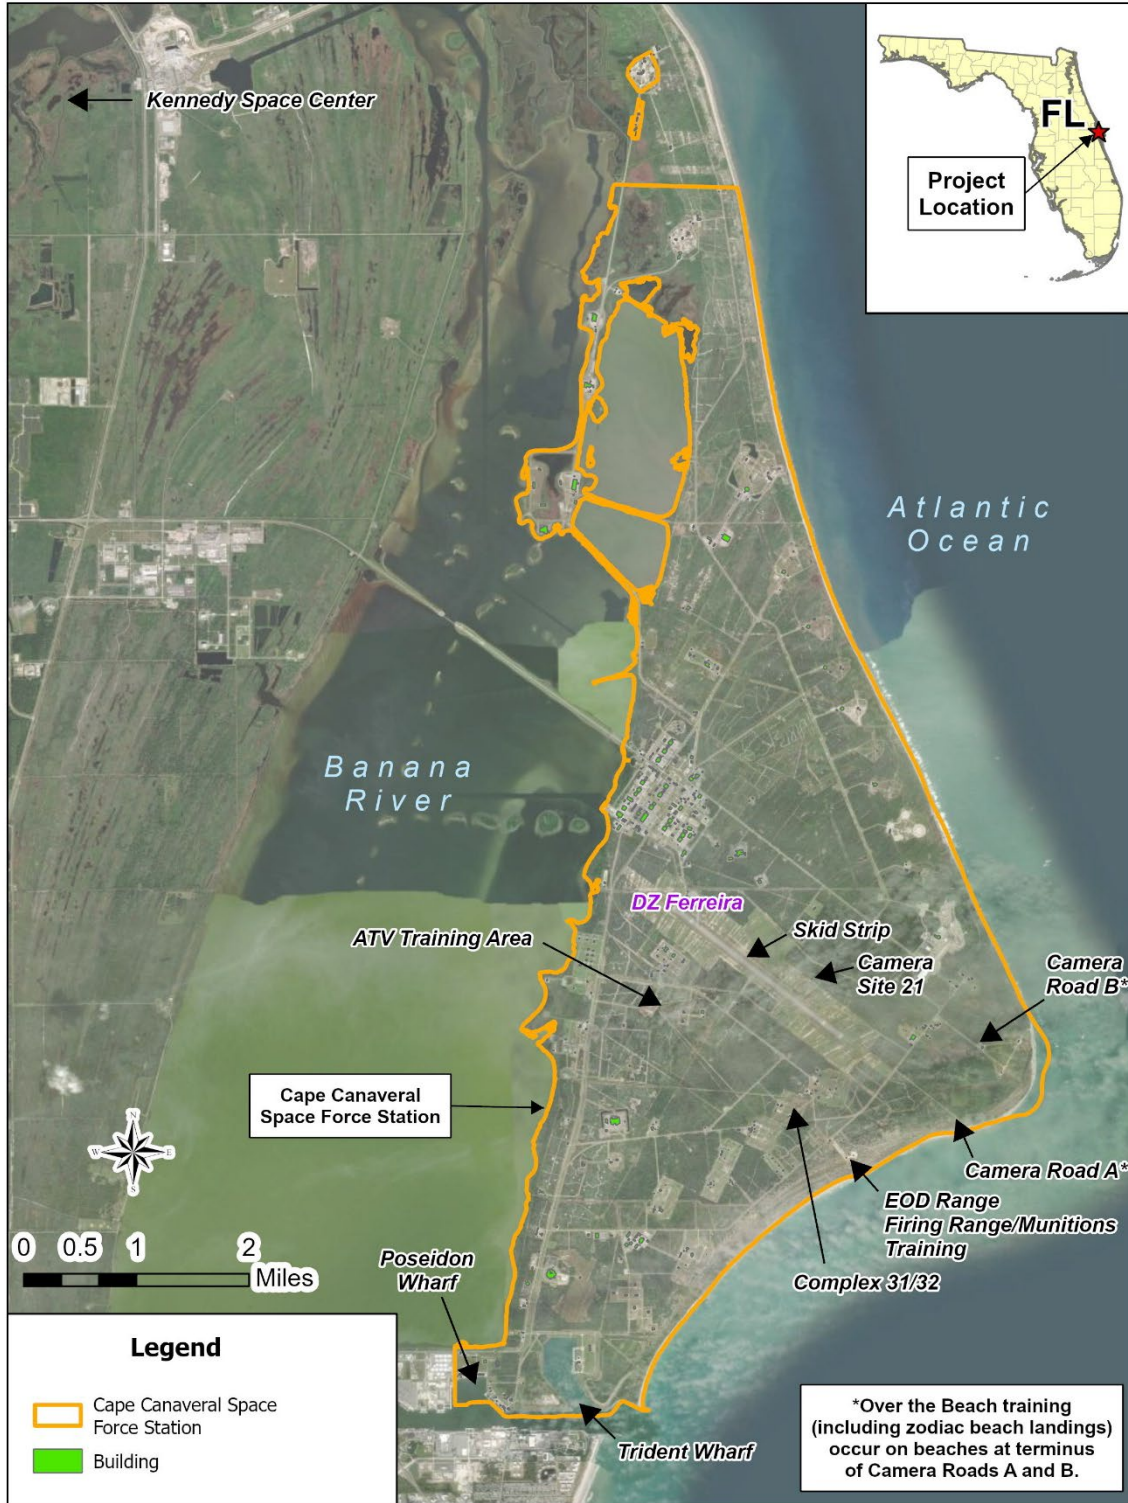 Kennedy Space Center
FL
Project
Location
Atlantic
Ocean
Banana
River
DZ Ferreira
ATV Training Area
Skid Strip
Camera
Site 21
Camera
Road B*
Cape Canaveral
Space Force Station
N
W E
S
Camera Road A*
EOD Range
Firing Range/Munitions
Training
Complex 31/32
0 0.5 1 2
Miles
Poseidon
Wharf
Trident Wharf
Legend
Cape Canaveral Space
Force Station
Building
*Over the Beach training
(including zodiac beach landings)
occur on beaches at terminus
of Camera Roads A and B.